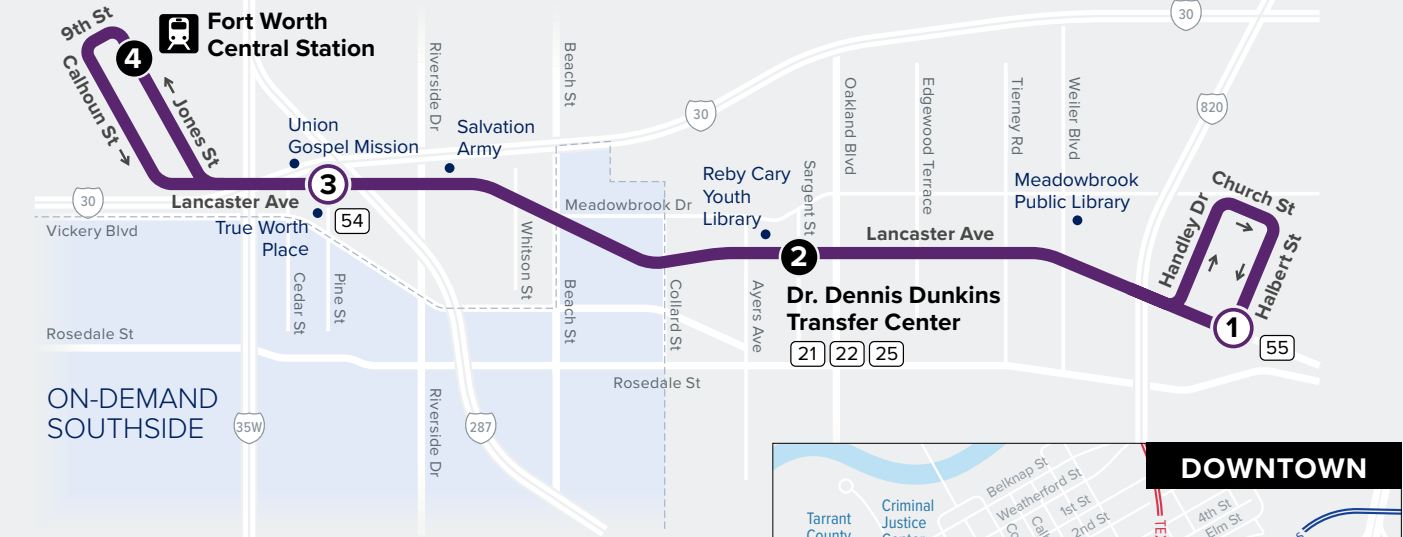 9th St
4
Fort Worth
Central Station
Calhoun St
Jones St
Riverside Dr
Beach St
30
30
820
Union
Gospel Mission
Salvation
Army
3
54
Lancaster Ave
30
Vickery Blvd
True Worth
Place
Cedar St
Pine St
Whitson St
Meadowbrook Dr
Beach St
Collard St
Reby Cary
Youth
Library
Sargent St
Oakland Blvd
Edgewood Terrace
Tierney Rd
Weiler Blvd
Meadowbrook
Public Library
Lancaster Ave
2
Dr. Dennis Dunkins
Transfer Center
21
22
25
Ayers Ave
Handley Dr
Church St
Halbert St
1
55
Rosedale St
Rosedale St
ON-DEMAND
SOUTHSIDE
35W
Riverside Dr
287
DOWNTOWN
Belknap St
Weatherford St
1st St
2nd St
4th St
Elm St
Criminal
Justice
Tarrant
County